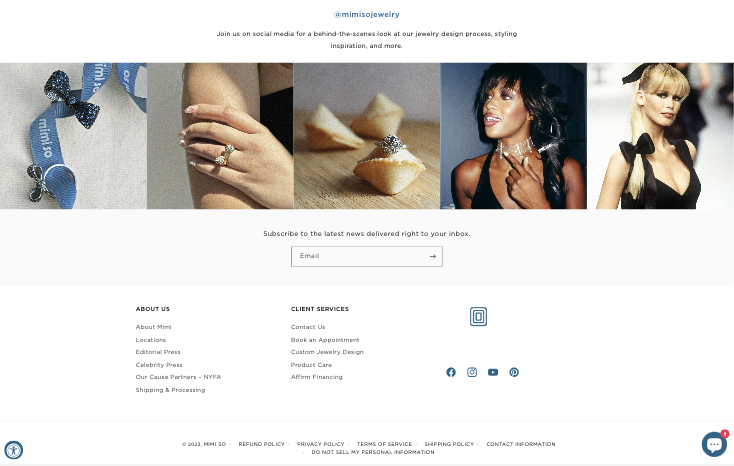 @mimisojewelry
Join us on social media for a behind-the-scenes look at our jewelry design process, styling
inspiration, and more.
mimi so
mimi so
Subscribe to the latest news delivered right to your inbox.
Email
ABOUT US
About Mimi
Locations
Editorial Press
Celebrity Press
Our Cause Partners – NYFA
Shipping & Processing
CLIENT SERVICES
Contact Us
Book an Appointment
Custom Jewelry Design
Product Care
Affirm Financing
© 2023, MIMI SO · REFUND POLICY · PRIVACY POLICY · TERMS OF SERVICE · SHIPPING POLICY · CONTACT INFORMATION
· DO NOT SELL MY PERSONAL INFORMATION
1